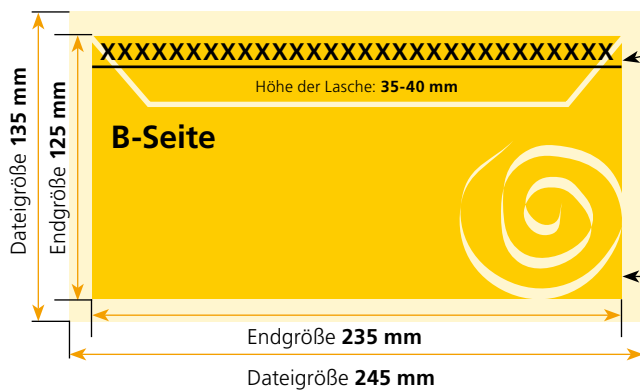 XXXXXXXXXXXXXXXXXXXXXXXXXXXXXX
Höhe der Lasche: 35-40 mm
B-Seite
Dateigröße 135 mm
Endgröße 125 mm
Endgröße 235 mm
Dateigröße 245 mm